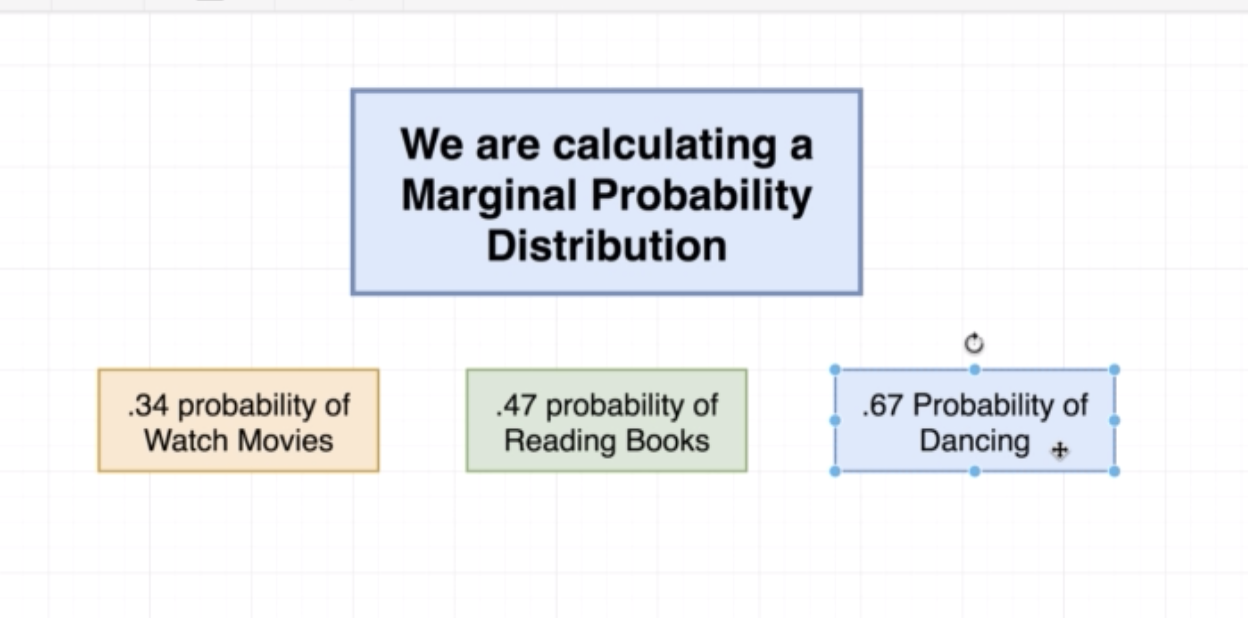 We are calculating a
Marginal Probability
Distribution
.34 probability of
Watch Movies
.47 probability of
Reading Books
.67 Probability of
Dancing